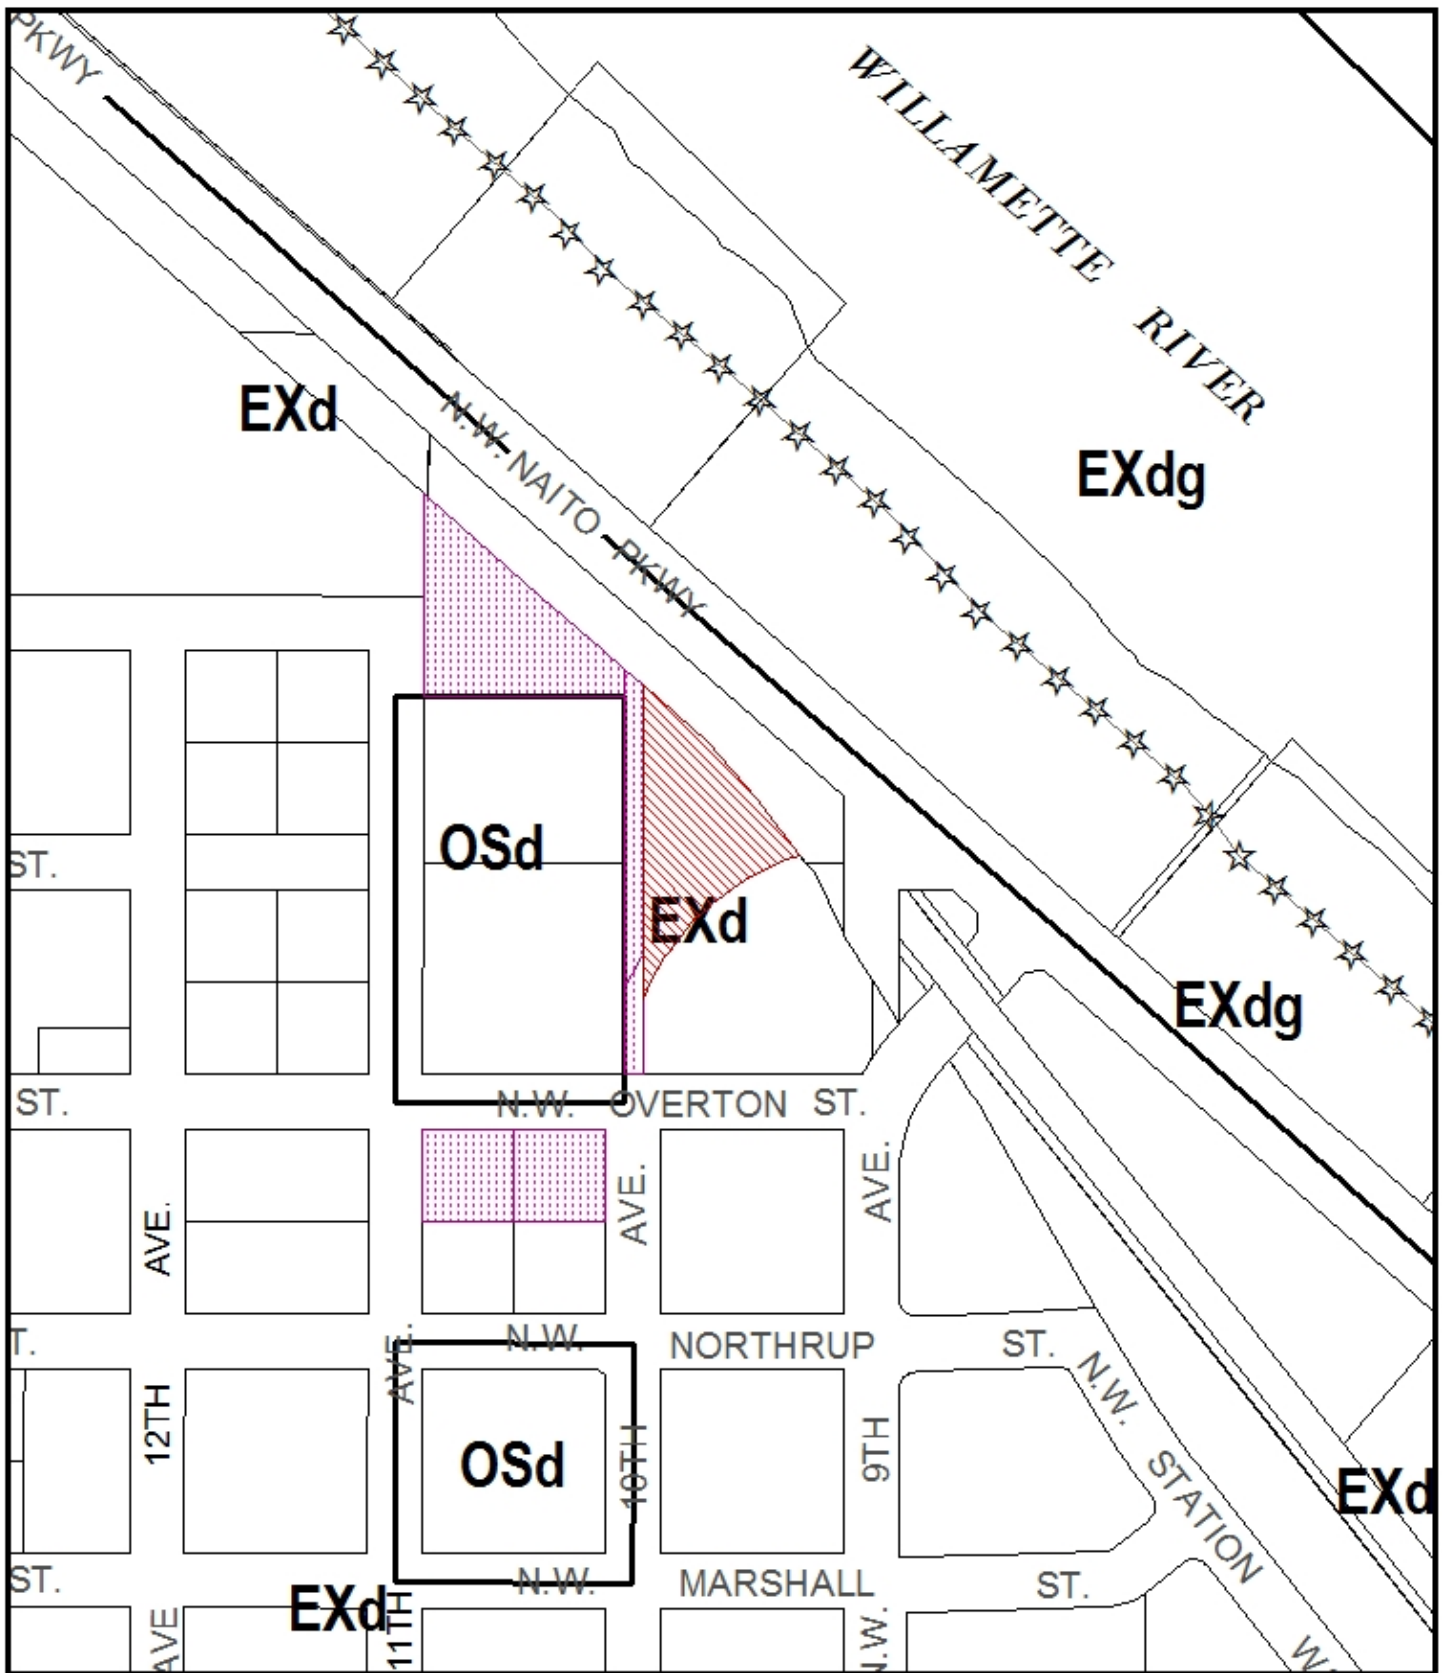 PKWY
WILLAMETTE RIVER
EXd
N.W. NAITO PKWY
EXdg
OSd
ST.
EXd
EXdg
ST.
N.W. OVERTON ST.
AVE.
AVE.
AVE.
T.
AVE.
N.W. NORTHRUP ST.
N.W. STATION W
12TH
OSd
10TH
9TH
EXd
ST.
EXd
N.W. MARSHALL ST.
AVE
11TH
N.W.